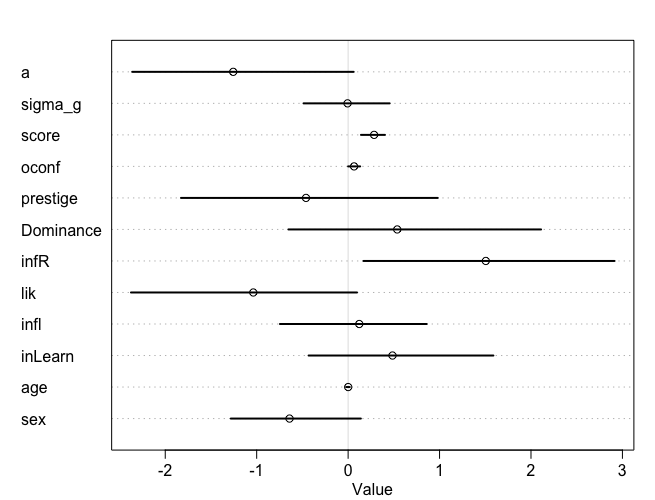 a
sigma_g
score
oconf
prestige
Dominance
infR
lik
infl
inLearn
age
sex
-2 -1 0 1 2 3
Value